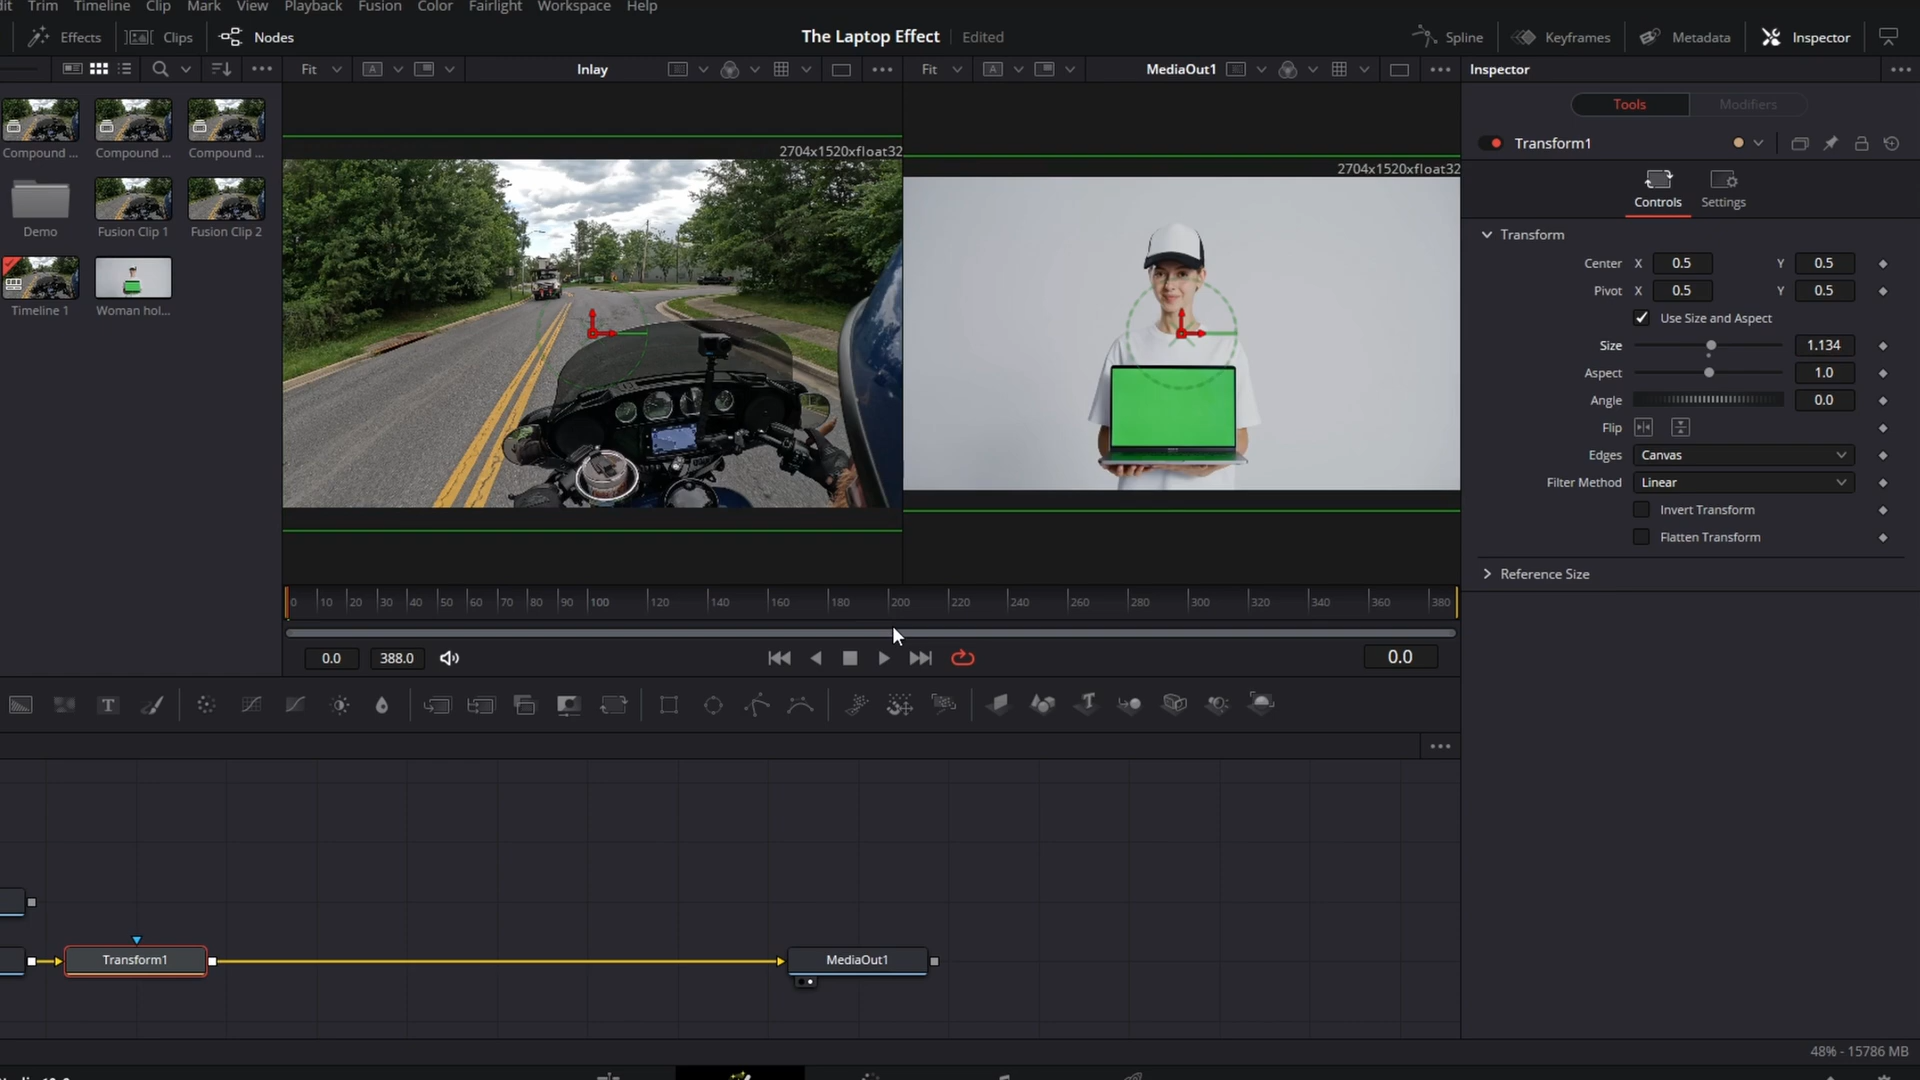 Trim Timeline Clip Mark View Playback Fusion Color Fairlight Workspace Help
Effects Clips Nodes The Laptop Effect Edited Spline Keyframes Metadata Inspector
Fit A Inlay Fit A MediaOut1 Inspector
Tools Modifiers
Compound ... Compound ... Compound ...
2704x1520xfloat32 2704x1520xfloat32
Transform1
Controls Settings
Demo Fusion Clip 1 Fusion Clip 2
Transform
Center X 0.5 Y 0.5
Pivot X 0.5 Y 0.5
Timeline 1 Woman hol...
Use Size and Aspect
Size 1.134
Aspect 1.0
Angle 0.0
Flip
Edges Canvas
Filter Method Linear
Invert Transform
Flatten Transform
Reference Size
0 10 20 30 40 50 60 70 80 90 100 120 140 160 180 200 220 240 260 280 300 320 340 360 380
0.0 388.0 0.0
T T
Transform1 MediaOut1
48% - 15786 MB